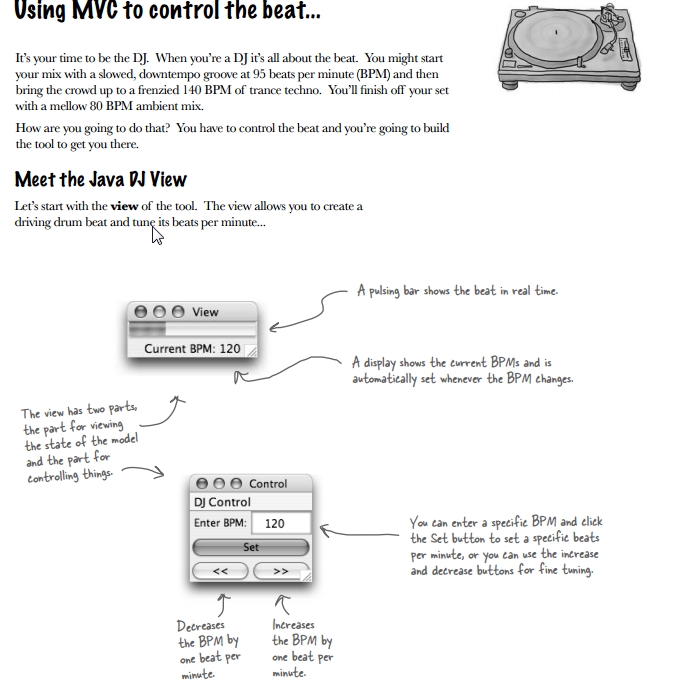 Using MVC to control the beat...
It's your time to be the DJ. When you're a DJ it's all about the beat. You might start
your mix with a slowed, downtempo groove at 95 beats per minute (BPM) and then
bring the crowd up to a frenzied 140 BPM of trance techno. You'll finish off your set
with a mellow 80 BPM ambient mix.
How are you going to do that? You have to control the beat and you're going to build
the tool to get you there.
Meet the Java DJ View
Let's start with the view of the tool. The view allows you to create a
driving drum beat and tune its beats per minute...
A pulsing bar shows the beat in real time.
View
Current BPM: 120
A display shows the current BPMs and is
automatically set whenever the BPM changes.
The view has two parts,
the part for viewing
the state of the model
and the part for
controlling things.
Control
DJ Control
Enter BPM: 120
Set
<< >>
You can enter a specific BPM and click
the Set button to set a specific beats
per minute, or you can use the increase
and decrease buttons for fine tuning.
Decreases
the BPM by
one beat per
minute.
Increases
the BPM by
one beat per
minute.